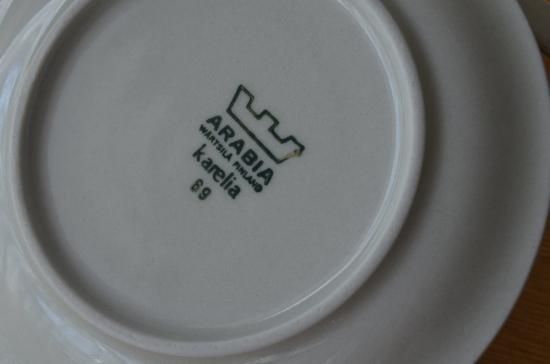 ARABIA
WÄRTSILÄ FINLAND
karelia
69